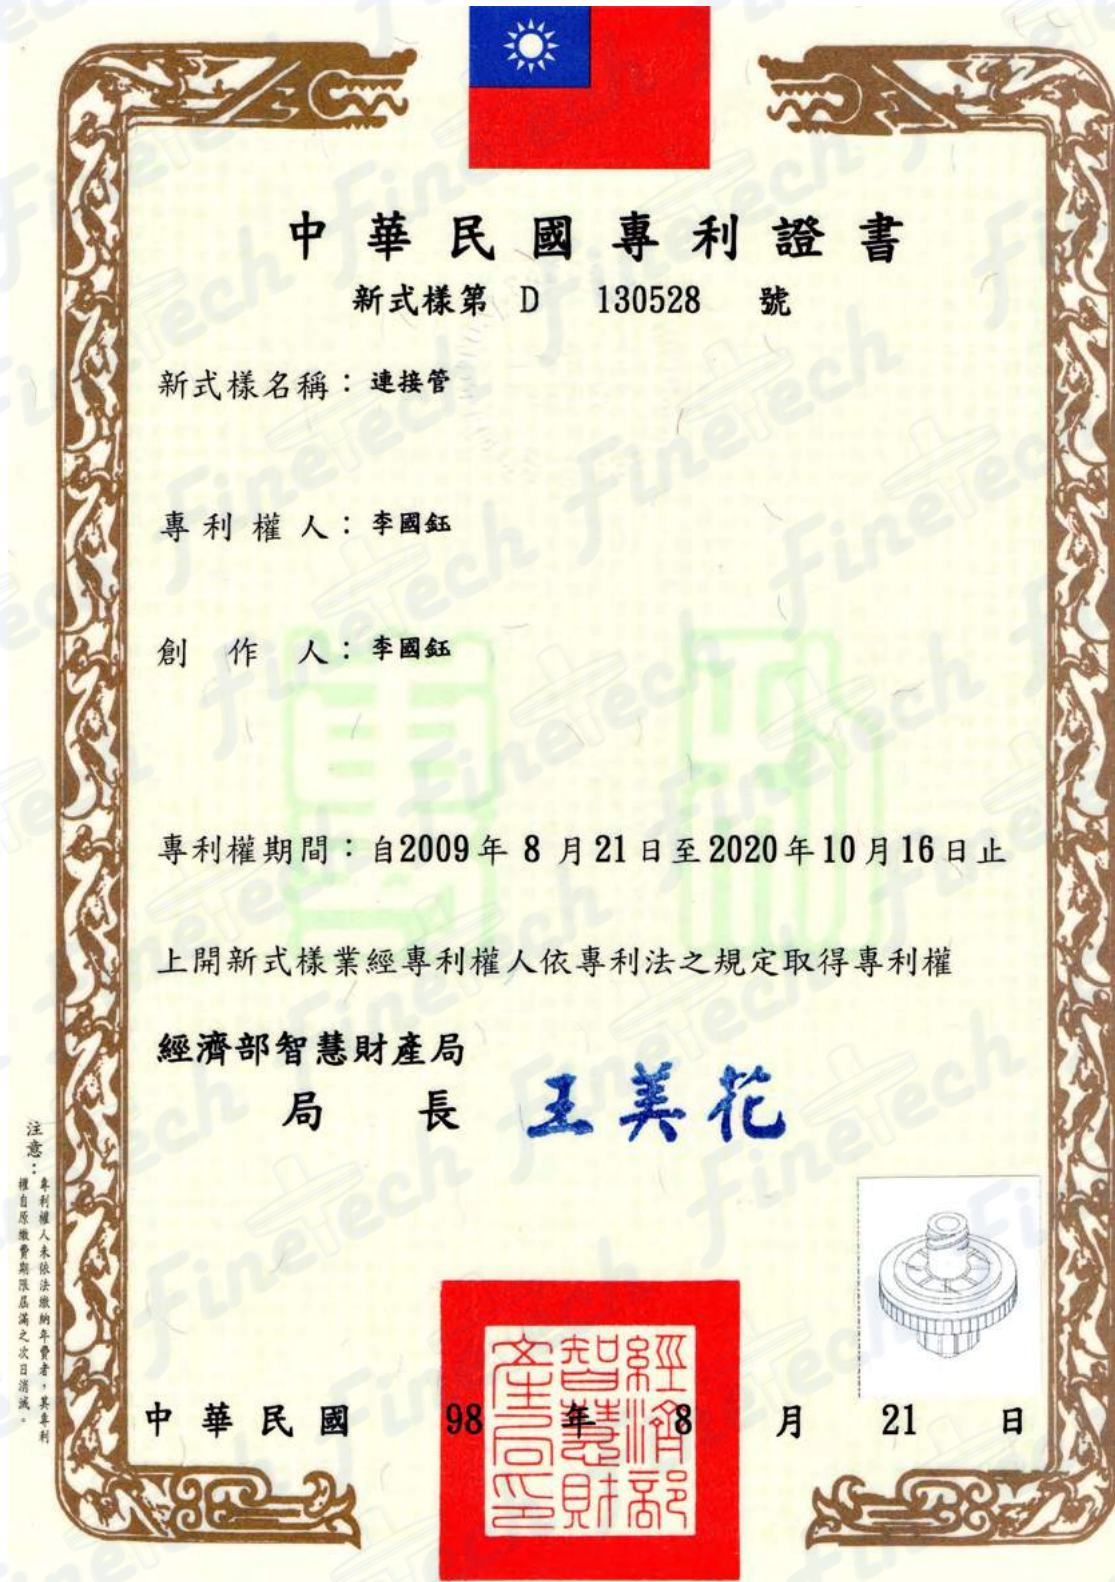 中華民國專利證書
新式樣第 D 130528 號
新式樣名稱：連接管
專利權人：李國鈺
創作人：李國鈺
專利權期間：自2009年 8 月21日至2020年10月16日止
上開新式樣業經專利權人依專利法之規定取得專利權
經濟部智慧財產局
局長 王美花
注意：專利權人未依法繳納年費者，其專利
權自原繳費期限屆滿之次日消滅。
經濟部
智慧財
產局印
中華民國 98 年 8 月 21 日
專利
FineTech